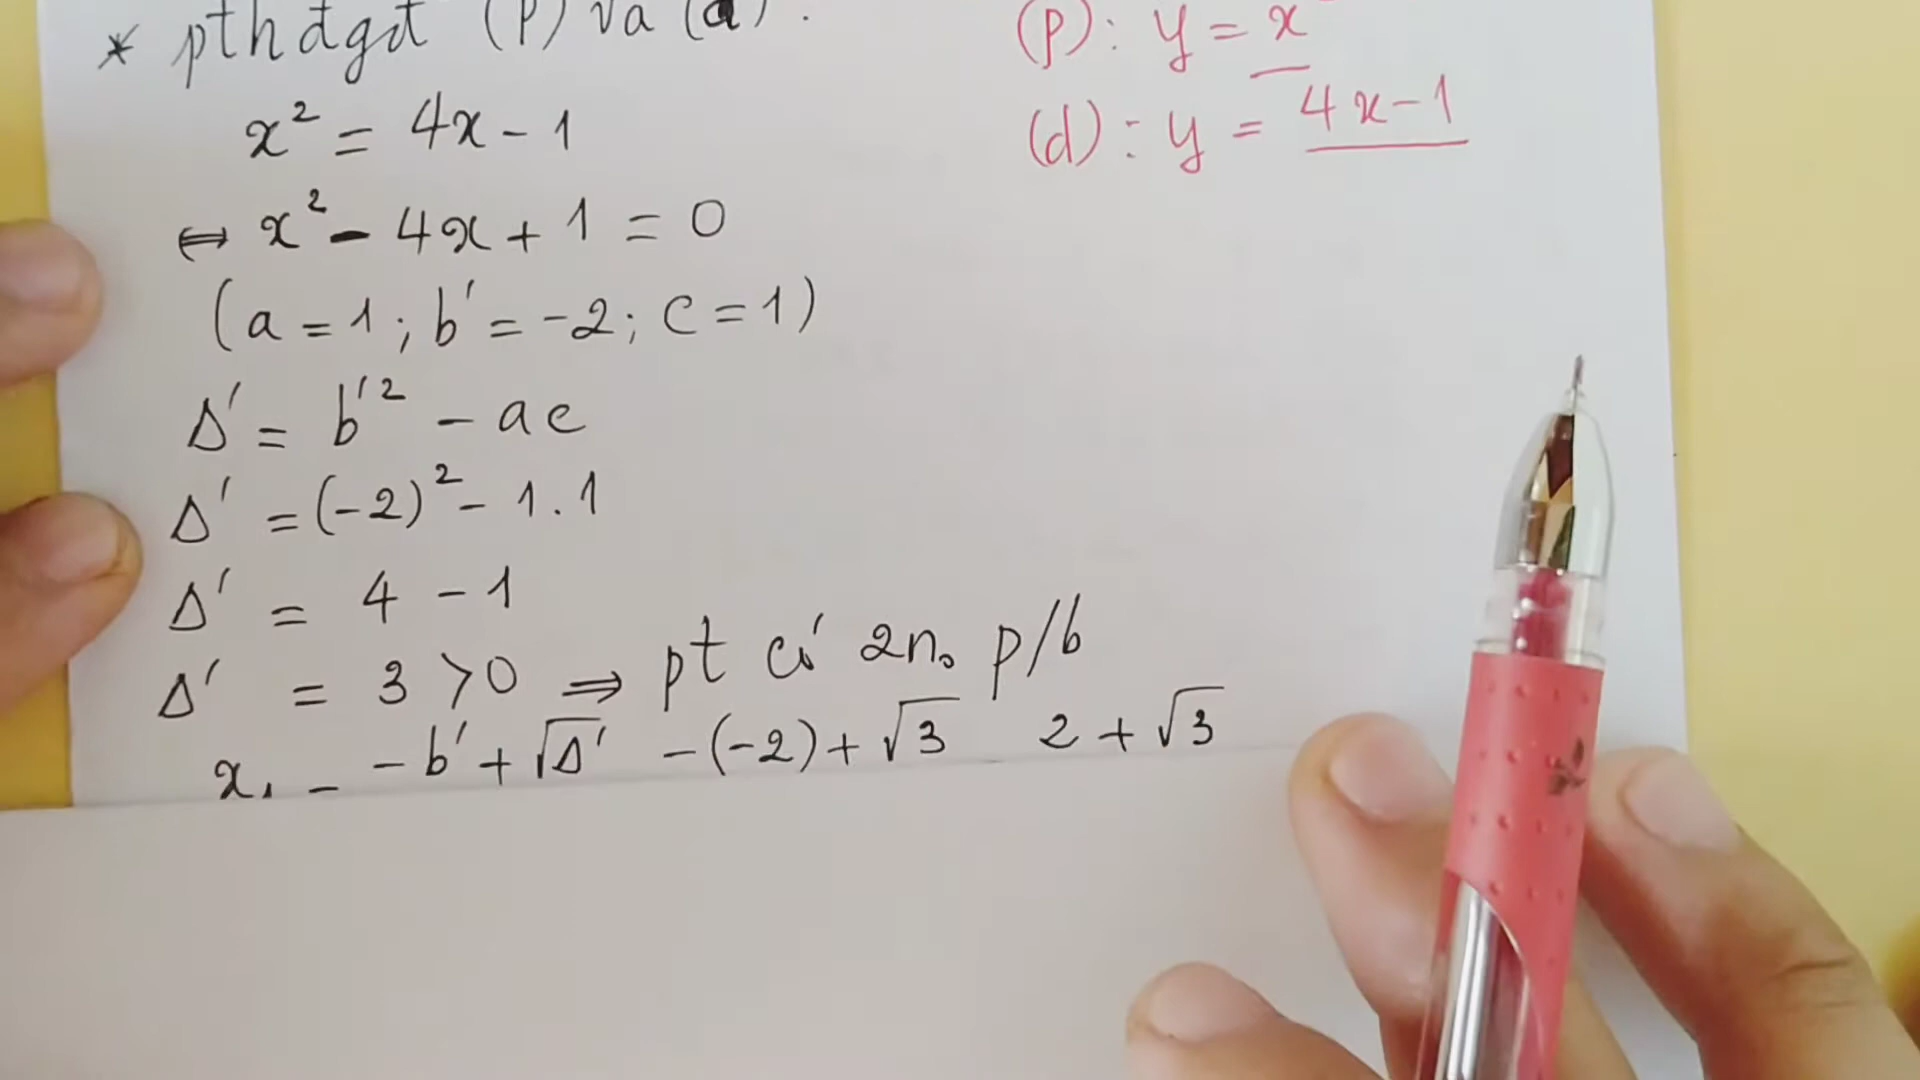 * pthđgđ (P) và (d):
(P): y = x²
x² = 4x - 1
(d): y = 4x - 1
⇔ x² - 4x + 1 = 0
(a = 1; b' = -2; c = 1)
Δ' = b'² - ac
Δ' = (-2)² - 1.1
Δ' = 4 - 1
Δ' = 3 > 0 ⇒ pt có 2n₀ p/b
-b' + √Δ' -(-2) + √3 2 + √3